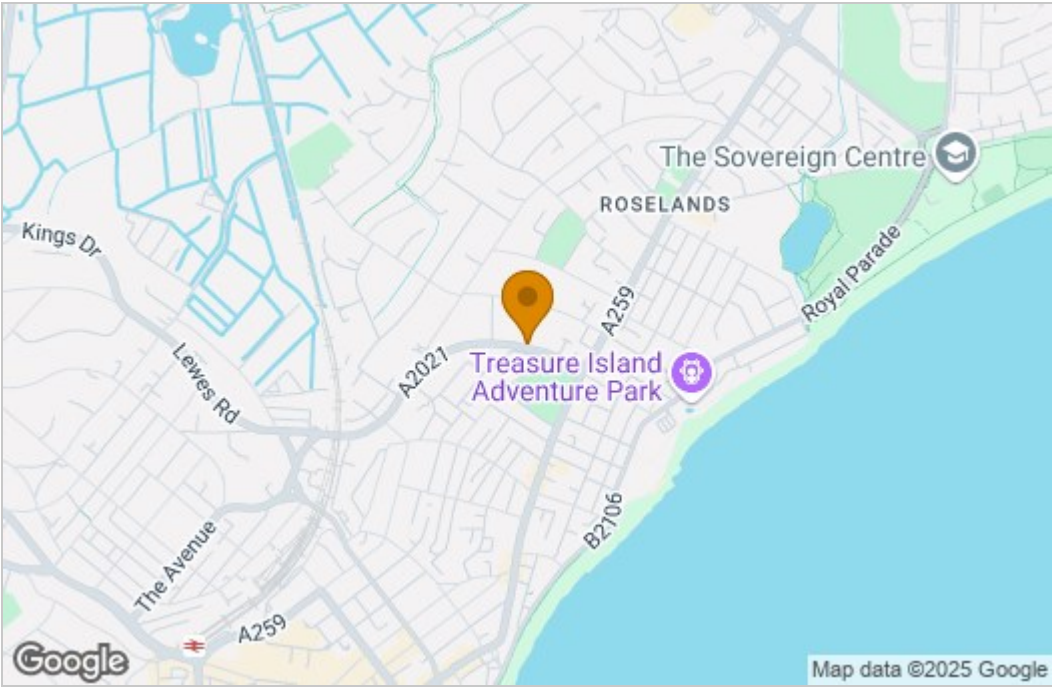 The Sovereign Centre
ROSELANDS
Kings Dr
Royal Parade
A259
A2021
Treasure Island
Adventure Park
Lewes Rd
B2106
The Avenue
A259
Google
Map data ©2025 Google